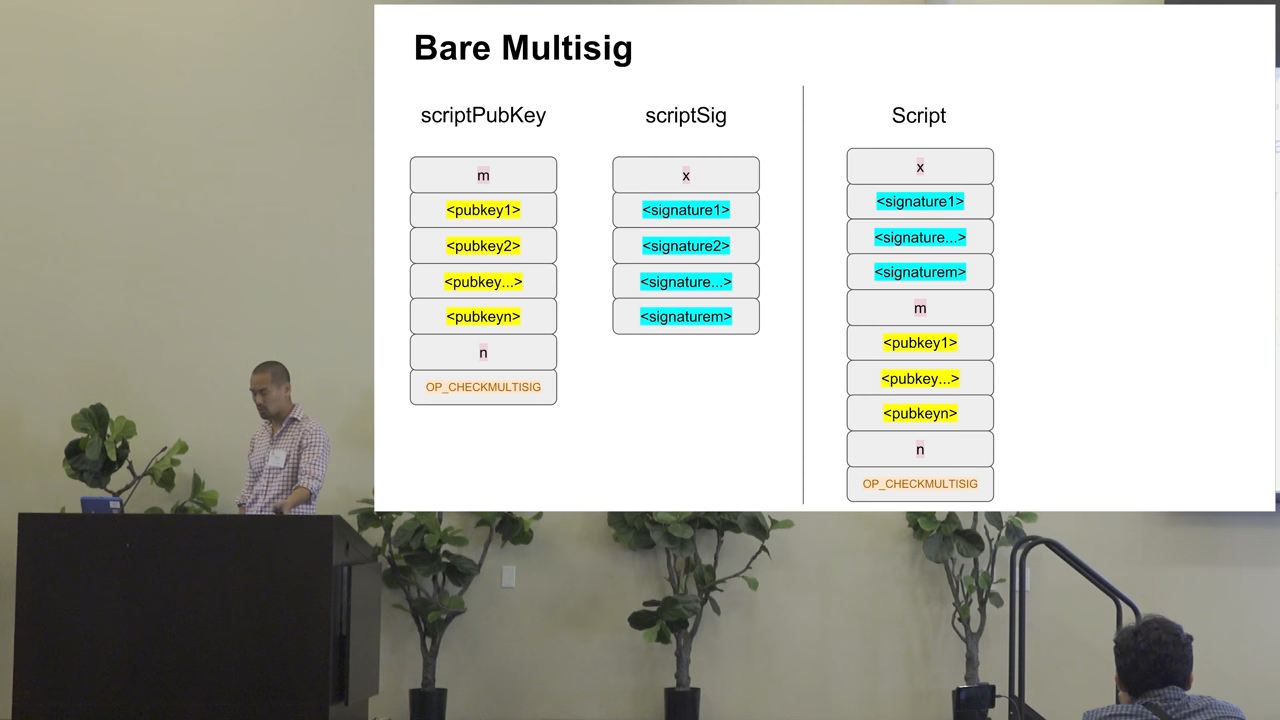 Bare Multisig
scriptPubKey
m
<pubkey1>
<pubkey2>
<pubkey...>
<pubkeyn>
n
OP_CHECKMULTISIG
scriptSig
x
<signature1>
<signature2>
<signature...>
<signaturem>
Script
x
<signature1>
<signature...>
<signaturem>
m
<pubkey1>
<pubkey...>
<pubkeyn>
n
OP_CHECKMULTISIG